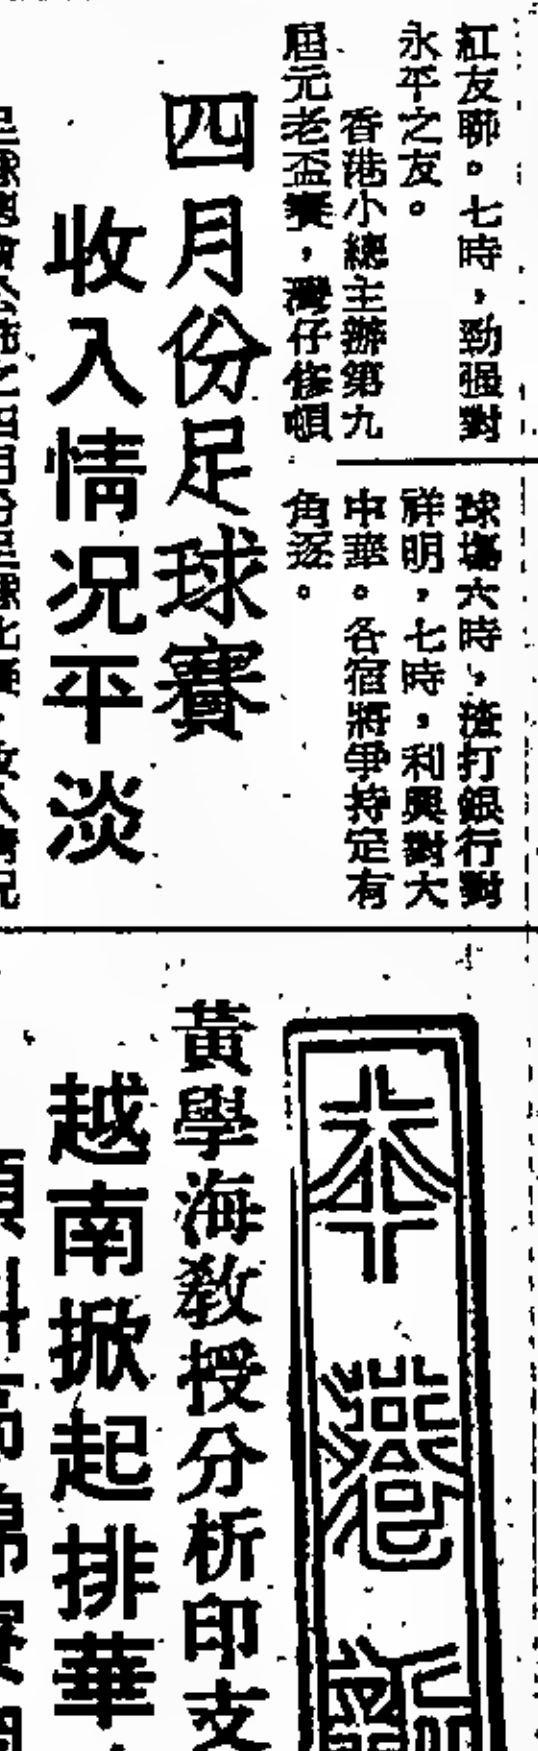 紅友聯。七時，勁强對
永平之友。
香港小總主辦第九
屆元老盃賽，灣仔修頓
球塲六時，渣打銀行對
祥明，七時，利興對大
中華。各宿將爭持定有
角逐。
四月份足球賽
收入情况平淡
本港新
黃學海教授分析印支
越南掀起排華